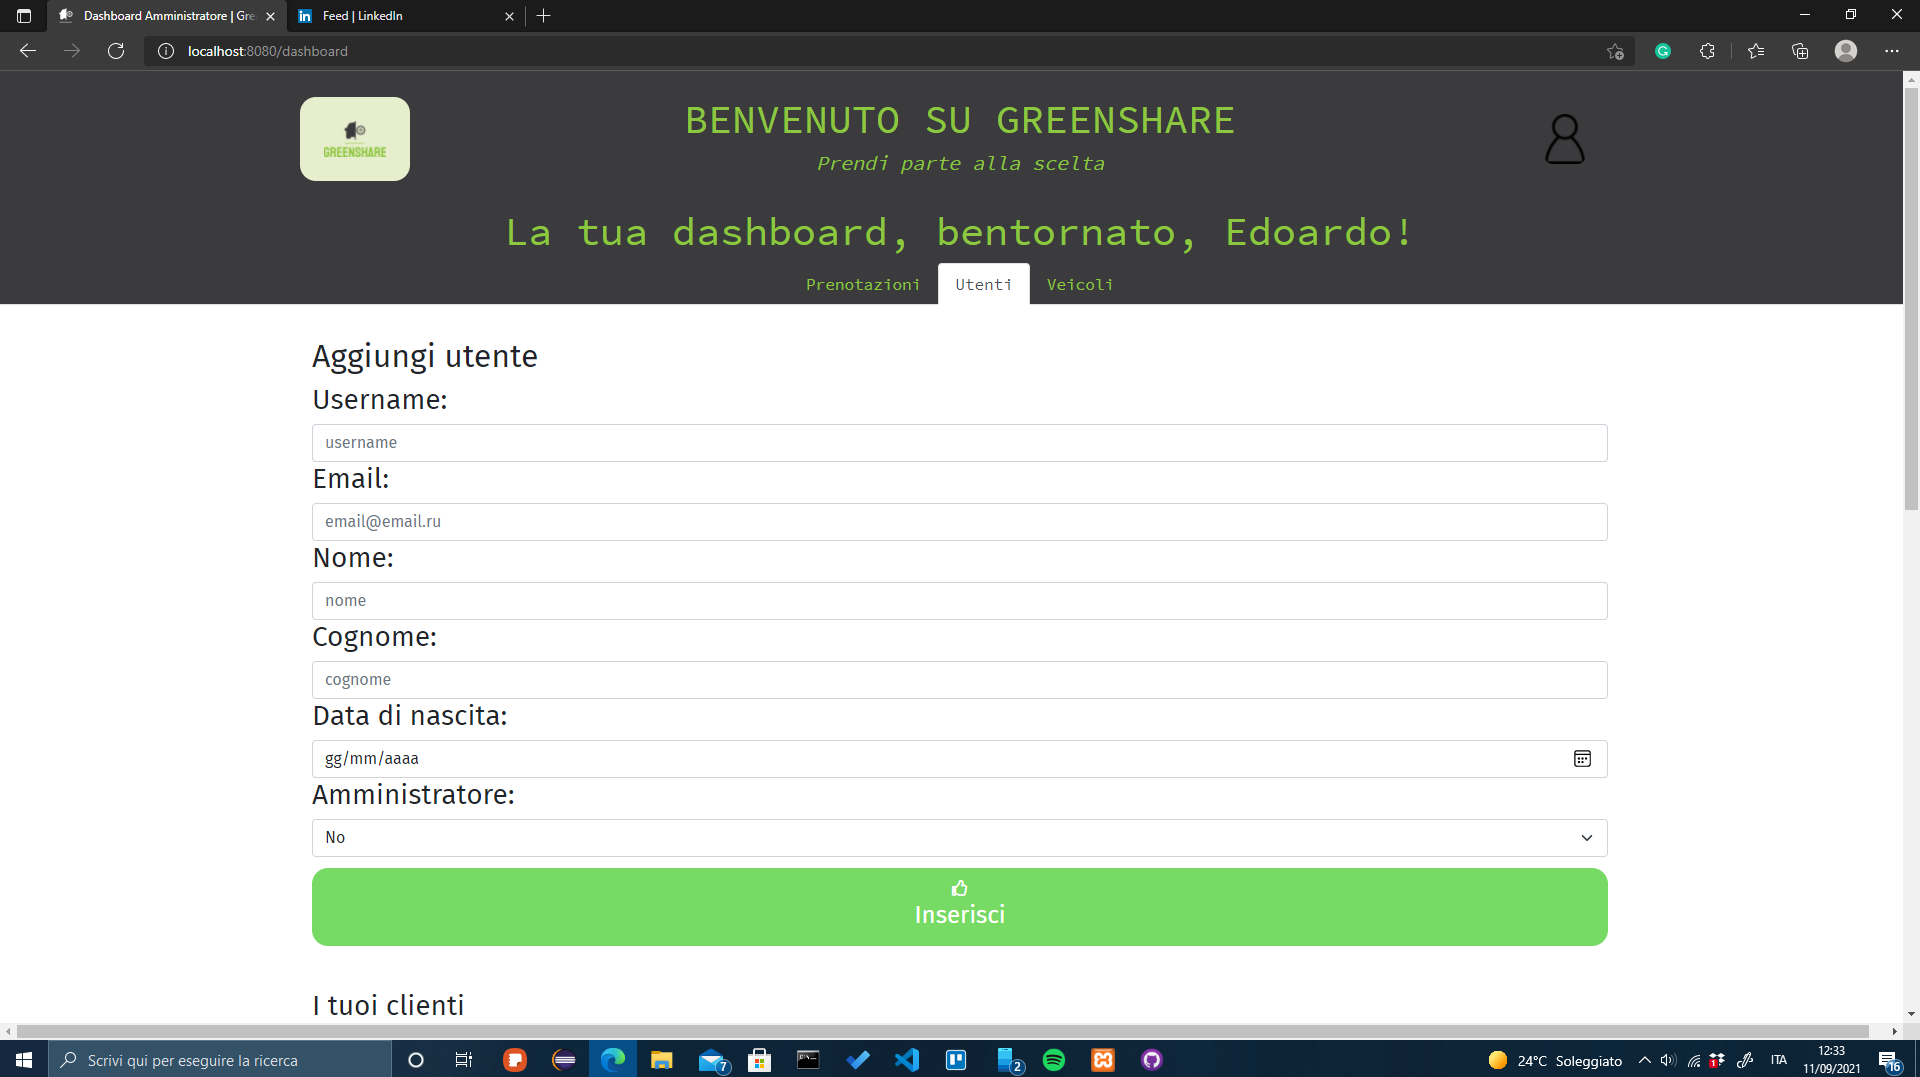 Dashboard Amministratore | Gre
Feed | LinkedIn
localhost:8080/dashboard
GREENSHARE
BENVENUTO SU GREENSHARE
Prendi parte alla scelta
La tua dashboard, bentornato, Edoardo!
Prenotazioni
Utenti
Veicoli
Aggiungi utente
Username:
username
Email:
email@email.ru
Nome:
nome
Cognome:
cognome
Data di nascita:
gg/mm/aaaa
Amministratore:
No
Inserisci
I tuoi clienti
Scrivi qui per eseguire la ricerca
7
2
24°C Soleggiato
1
ITA
12:33
11/09/2021
16